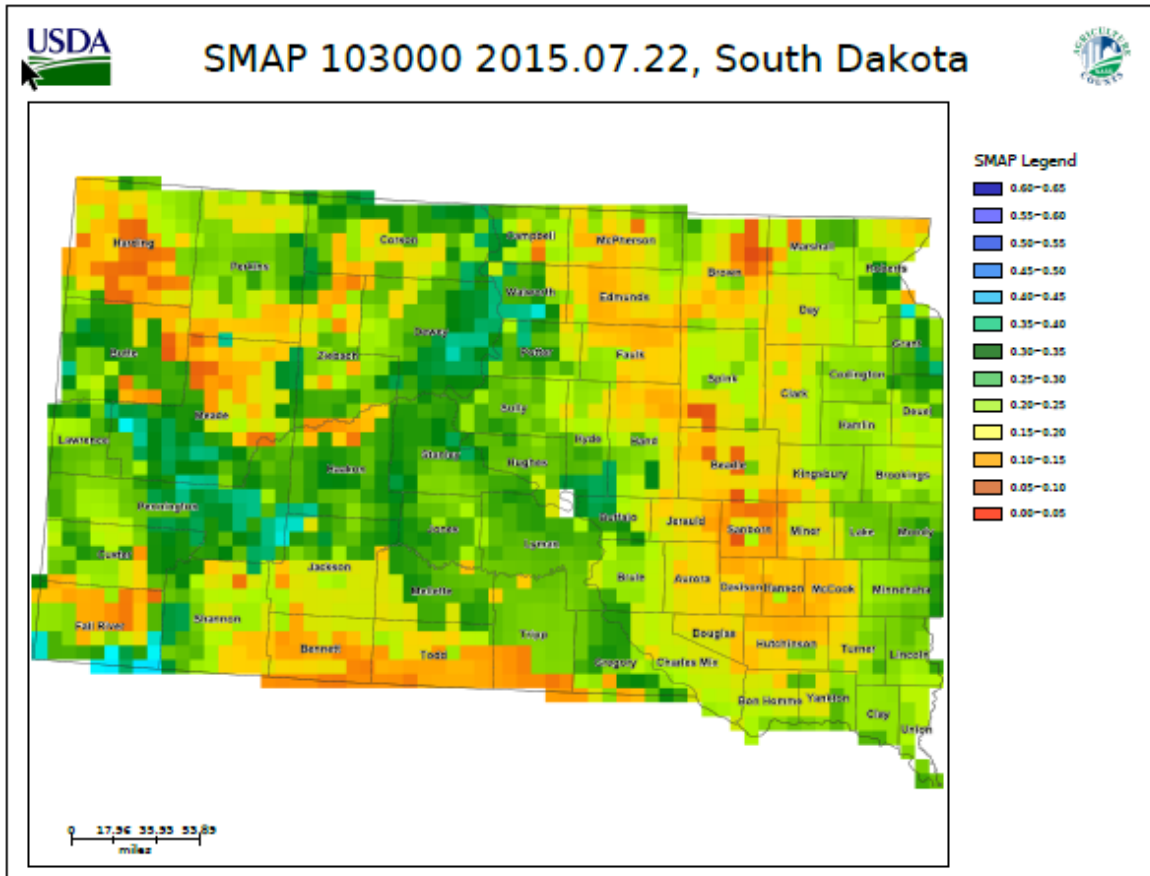 USDA
SMAP 103000 2015.07.22, South Dakota
AGRICULTURE
COUNTS
SMAP Legend
0.60-0.65
0.55-0.60
0.50-0.55
0.45-0.50
0.40-0.45
0.35-0.40
0.30-0.35
0.25-0.30
0.20-0.25
0.15-0.20
0.10-0.15
0.05-0.10
0.00-0.05
Harding
Perkins
Corson
Campbell
McPherson
Brown
Marshall
Roberts
Walworth
Edmunds
Day
Butte
Ziebach
Dewey
Potter
Faulk
Spink
Grant
Codington
Meade
Clark
Deuel
Sully
Hamlin
Lawrence
Haakon
Stanley
Hughes
Hyde
Hand
Beadle
Kingsbury
Brookings
Pennington
Jones
Lyman
Buffalo
Jerauld
Sanborn
Minor
Lake
Moody
Custer
Jackson
Mellette
Brule
Aurora
Davison
Hanson
McCook
Minnehaha
Fall River
Shannon
Bennett
Todd
Tripp
Gregory
Charles Mix
Douglas
Hutchinson
Turner
Lincoln
Bon Homme
Yankton
Clay
Union
0 17.96 35.93 53.89
miles